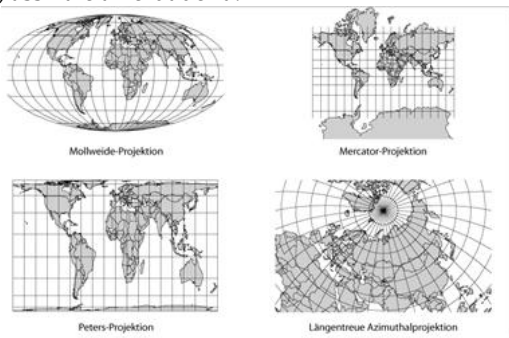 Mollweide-Projektion
Mercator-Projektion
Peters-Projektion
Längentreue Azimuthalprojektion